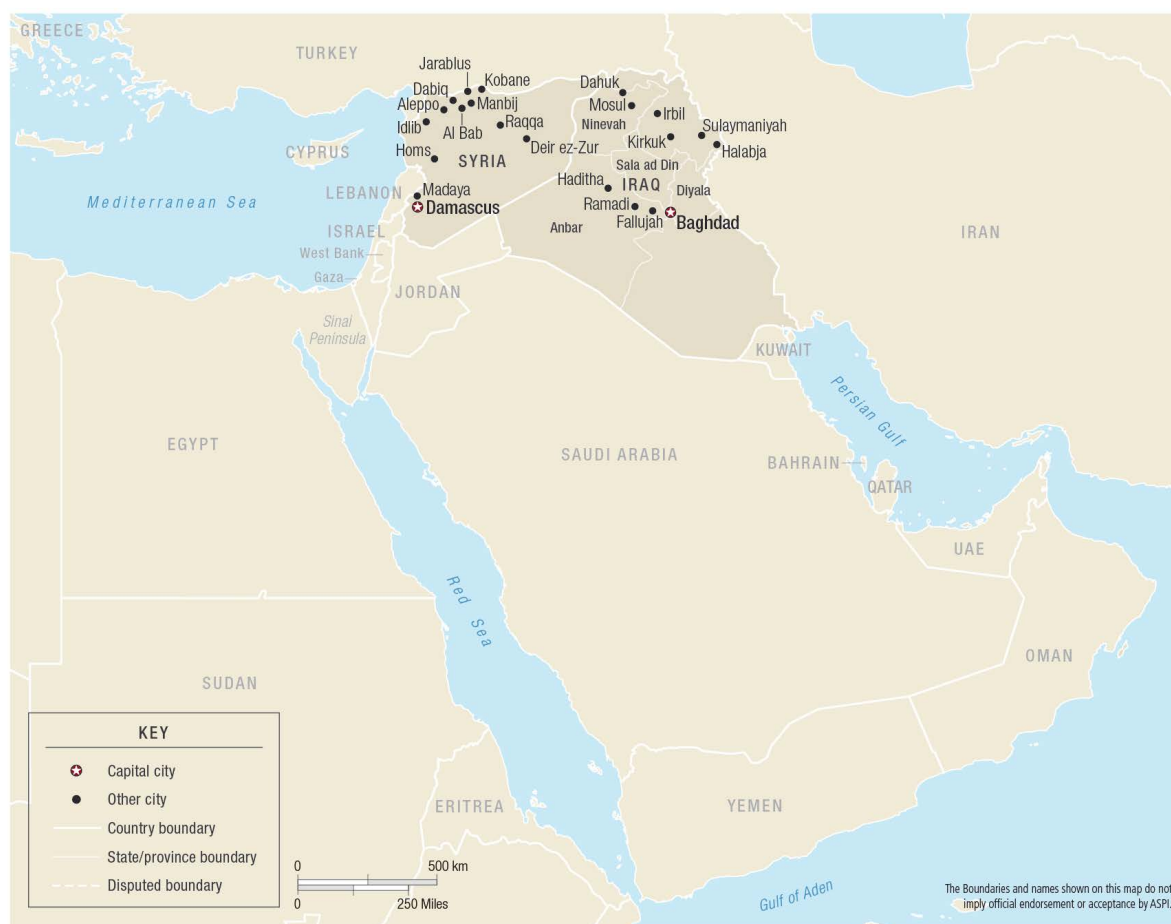 GREECE
TURKEY
Jarablus
Kobane
Dabiq
Manbij
Aleppo
Idlib
Al Bab
Raqqa
Deir ez-Zur
Homs
SYRIA
Dahuk
Mosul
Ninevah
Irbil
Sulaymaniyah
Kirkuk
Halabja
Sala ad Din
CYPRUS
LEBANON
Madaya
Damascus
Haditha
IRAQ
Diyala
Ramadi
Fallujah
Baghdad
Anbar
Mediterranean Sea
ISRAEL
West Bank
Gaza
JORDAN
IRAN
Sinai
Peninsula
KUWAIT
Persian Gulf
EGYPT
SAUDI ARABIA
BAHRAIN
QATAR
UAE
Red Sea
OMAN
SUDAN
ERITREA
YEMEN
Gulf of Aden
KEY
Capital city
Other city
Country boundary
State/province boundary
Disputed boundary
0 500 km
0 250 Miles
The Boundaries and names shown on this map do not
imply official endorsement or acceptance by ASPI.